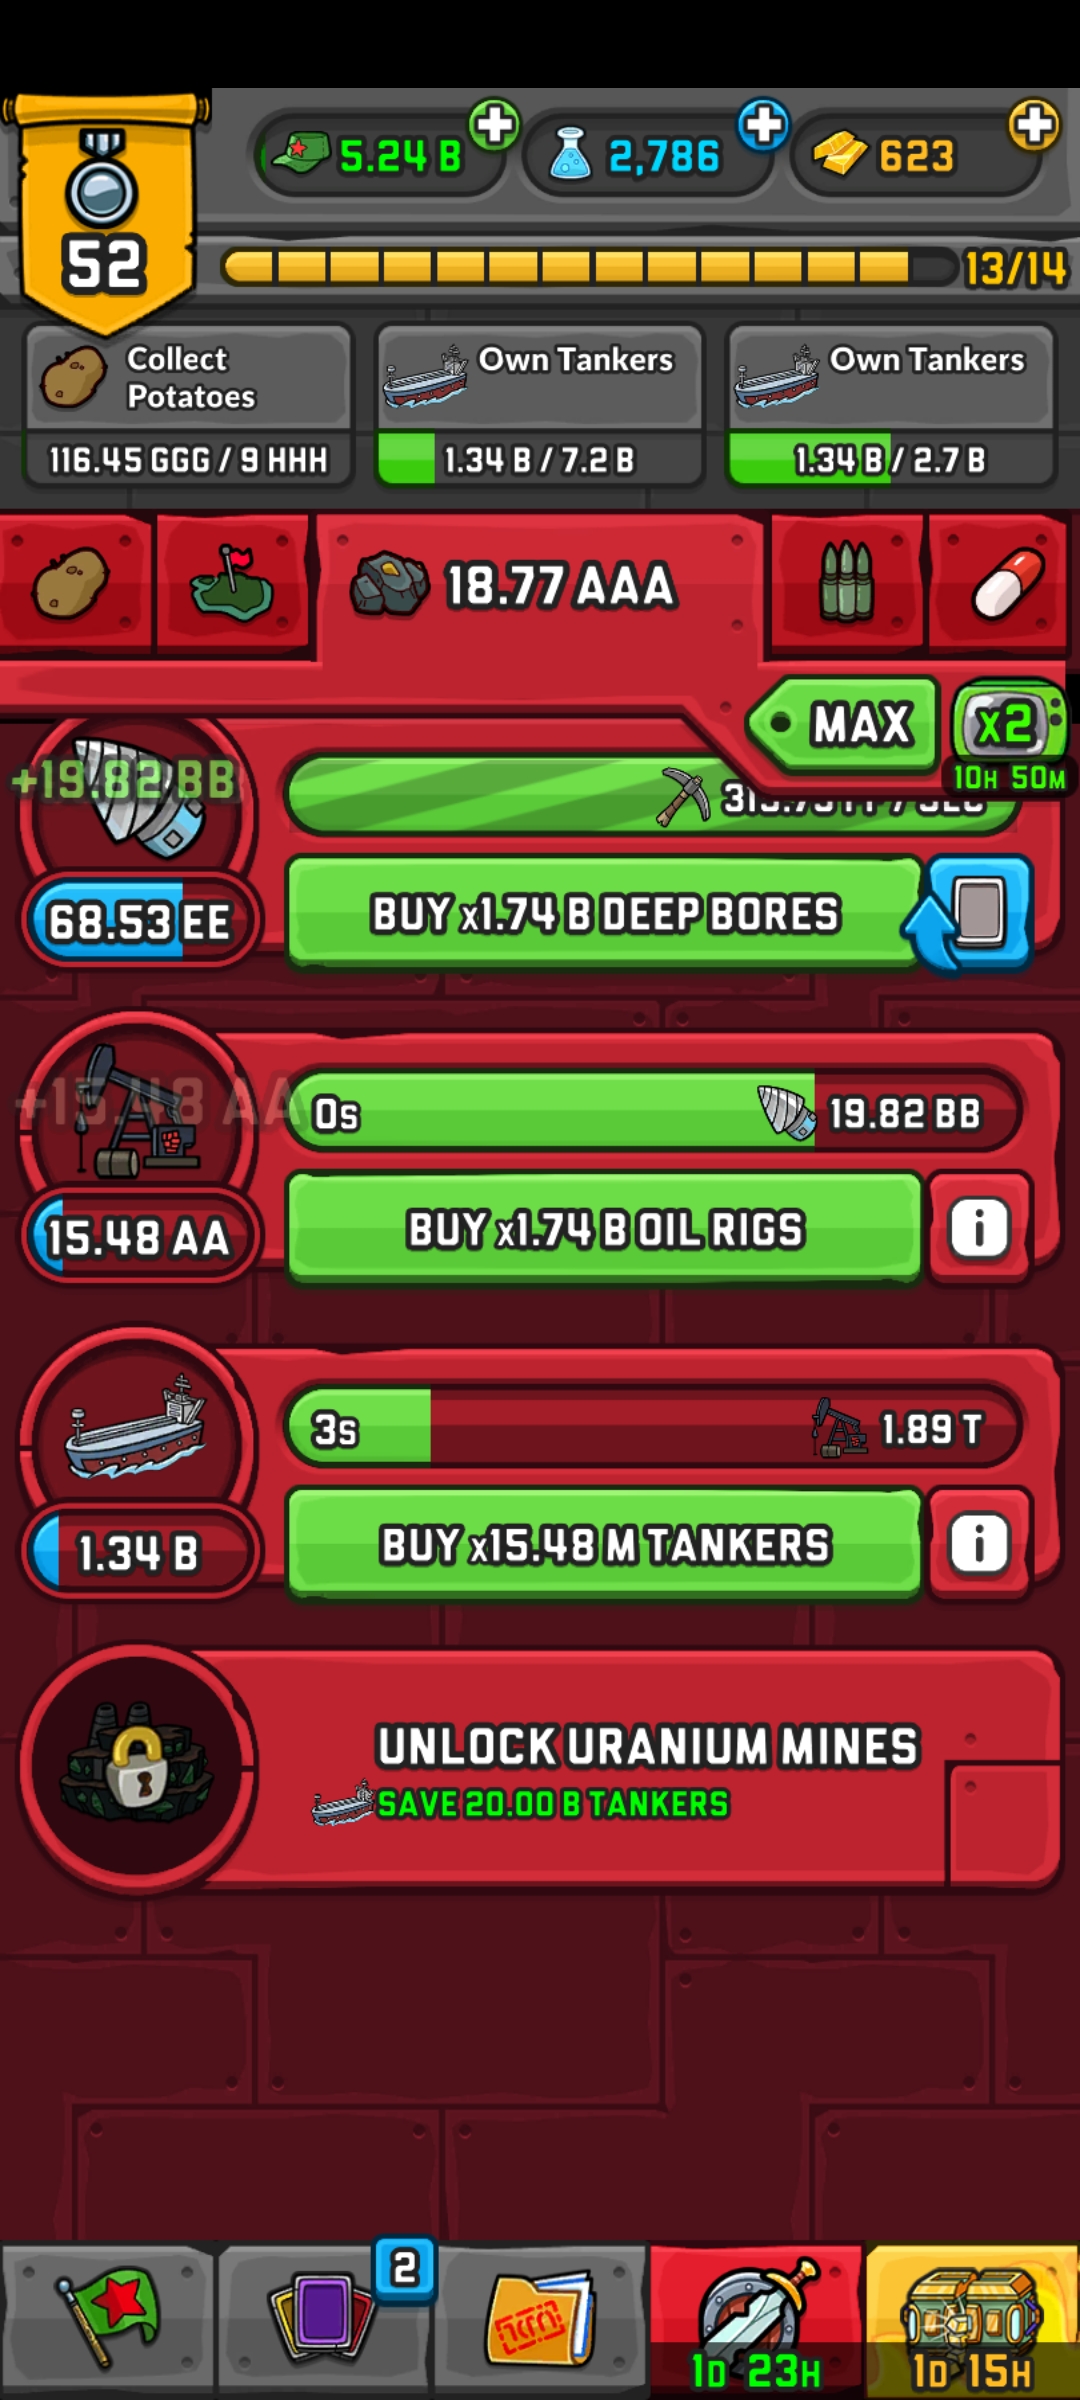 5.24 B
2,786
623
52
13/14
Collect
Potatoes
116.45 GGG / 9 HHH
Own Tankers
1.34 B / 7.2 B
Own Tankers
1.34 B / 2.7 B
18.77 AAA
MAX
X2
10H 50M
+19.82 BB
/ SEC
68.53 EE
BUY x1.74 B DEEP BORES
+15.48 AA
0s
19.82 BB
15.48 AA
BUY x1.74 B OIL RIGS
i
3s
1.89 T
1.34 B
BUY x15.48 M TANKERS
i
UNLOCK URANIUM MINES
SAVE 20.00 B TANKERS
2
1D 23H
1D 15H